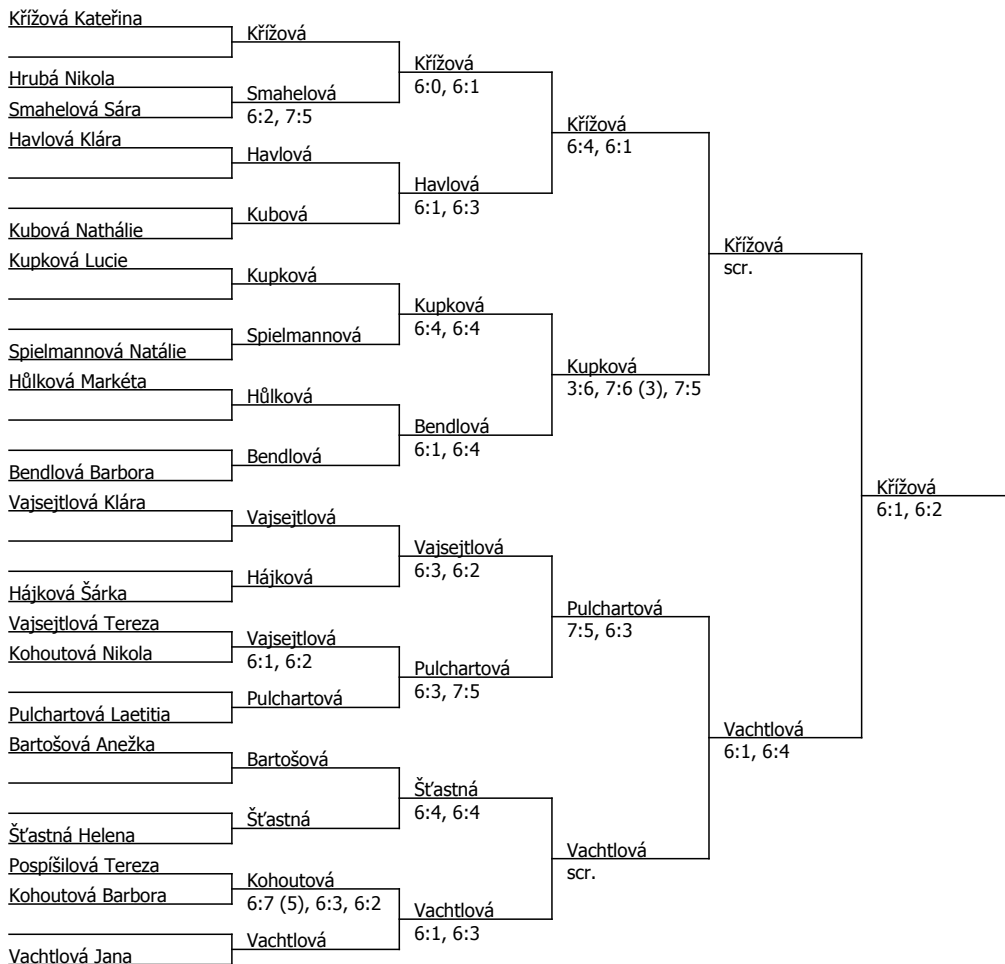 Křížová Kateřina
Křížová
Křížová
6:0, 6:1
Hrubá Nikola
Smahelová
6:2, 7:5
Smahelová Sára
Křížová
6:4, 6:1
Havlová Klára
Havlová
Havlová
6:1, 6:3
Kubová
Kubová Nathálie
Křížová
scr.
Kupková Lucie
Kupková
Kupková
6:4, 6:4
Spielmannová
Spielmannová Natálie
Kupková
3:6, 7:6 (3), 7:5
Hůlková Markéta
Hůlková
Bendlová
6:1, 6:4
Bendlová
Bendlová Barbora
Křížová
6:1, 6:2
Vajsejtlová Klára
Vajsejtlová
Vajsejtlová
6:3, 6:2
Hájková
Hájková Šárka
Pulchartová
7:5, 6:3
Vajsejtlová Tereza
Vajsejtlová
6:1, 6:2
Kohoutová Nikola
Pulchartová
6:3, 7:5
Pulchartová
Pulchartová Laetitia
Vachtlová
6:1, 6:4
Bartošová Anežka
Bartošová
Šťastná
6:4, 6:4
Šťastná
Šťastná Helena
Vachtlová
scr.
Pospíšilová Tereza
Kohoutová
6:7 (5), 6:3, 6:2
Kohoutová Barbora
Vachtlová
6:1, 6:3
Vachtlová
Vachtlová Jana